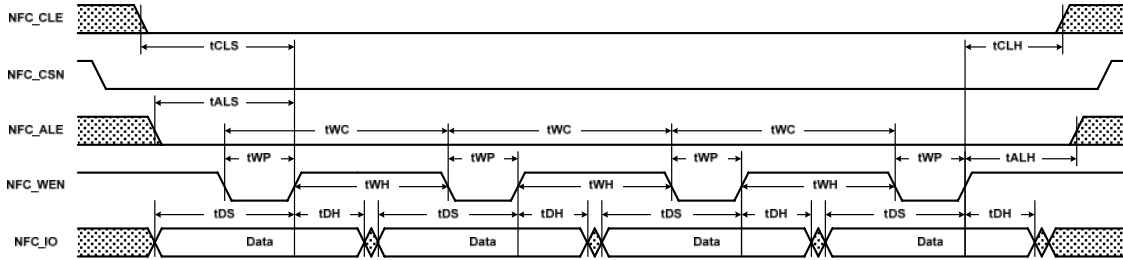 NFC_CLE
tCLS tCLH
NFC_CSN
tALS
NFC_ALE
tWC tWC tWC
tWP tWP tWP tWP tALH
NFC_WEN
tWH tWH tWH
tDS tDH tDS tDH tDS tDH tDS tDH
NFC_IO Data Data Data Data